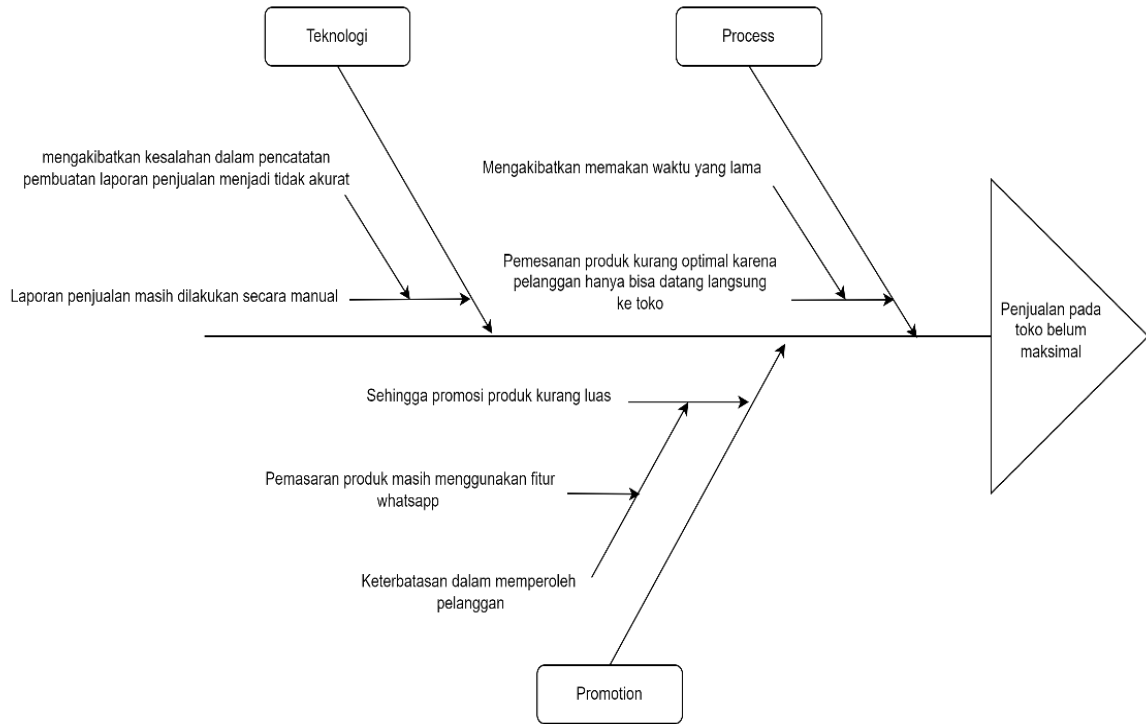 Teknologi
Process
mengakibatkan kesalahan dalam pencatatan
pembuatan laporan penjualan menjadi tidak akurat
Mengakibatkan memakan waktu yang lama
Laporan penjualan masih dilakukan secara manual
Pemesanan produk kurang optimal karena
pelanggan hanya bisa datang langsung
ke toko
Penjualan pada
toko belum
maksimal
Sehingga promosi produk kurang luas
Pemasaran produk masih menggunakan fitur
whatsapp
Keterbatasan dalam memperoleh
pelanggan
Promotion